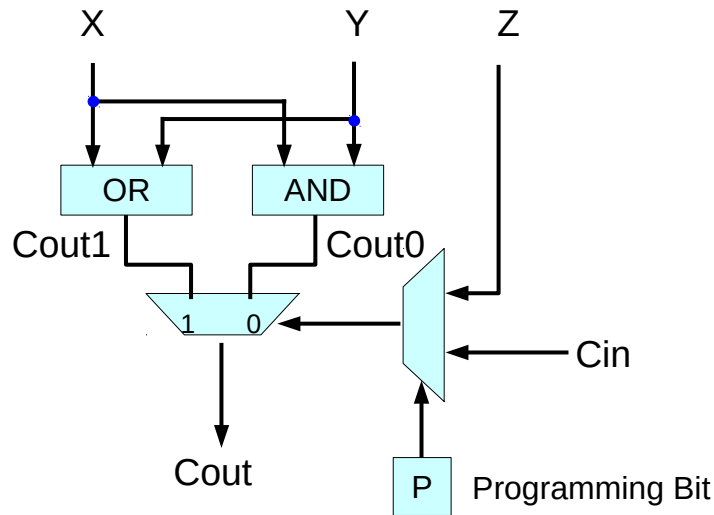 X Y Z
OR AND
Cout1 Cout0
1 0
Cin
Cout
P Programming Bit